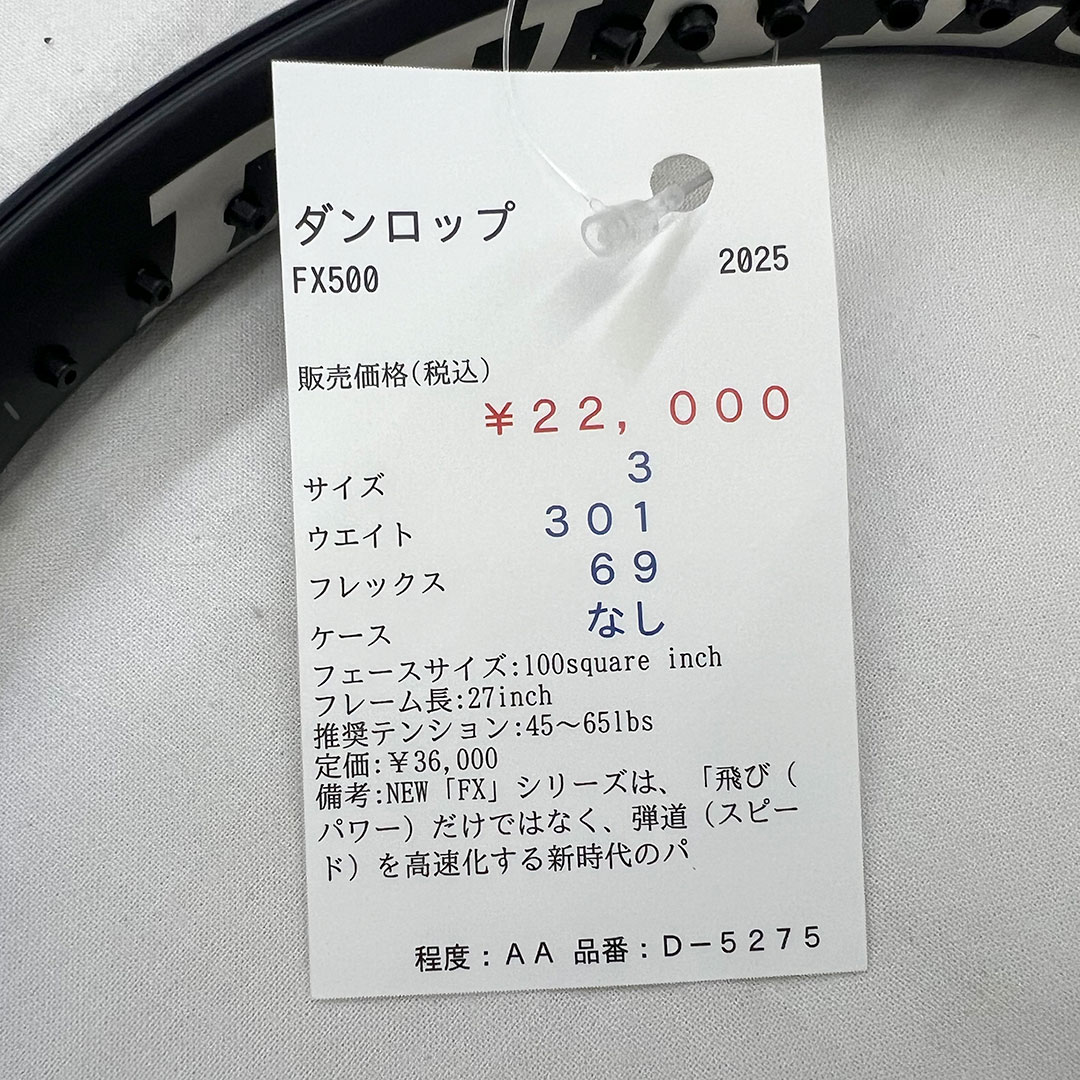 ダンロップ
FX500 2025
販売価格(税込)
￥２２，０００
サイズ ３
ウエイト ３０１
フレックス ６９
ケース なし
フェースサイズ:100square inch
フレーム長:27inch
推奨テンション:45～65lbs
定価:￥36,000
備考:NEW「FX」シリーズは、「飛び（
パワー）だけではなく、弾道（スピー
ド）を高速化する新時代のパ
程度：ＡＡ 品番：Ｄ－５２７５